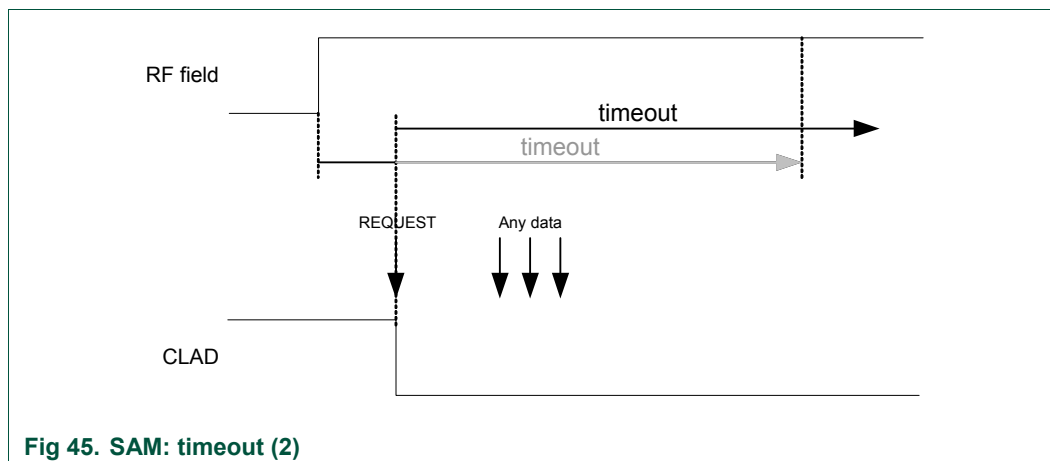 RF field
timeout
timeout
REQUEST
Any data
CLAD
Fig 45. SAM: timeout (2)